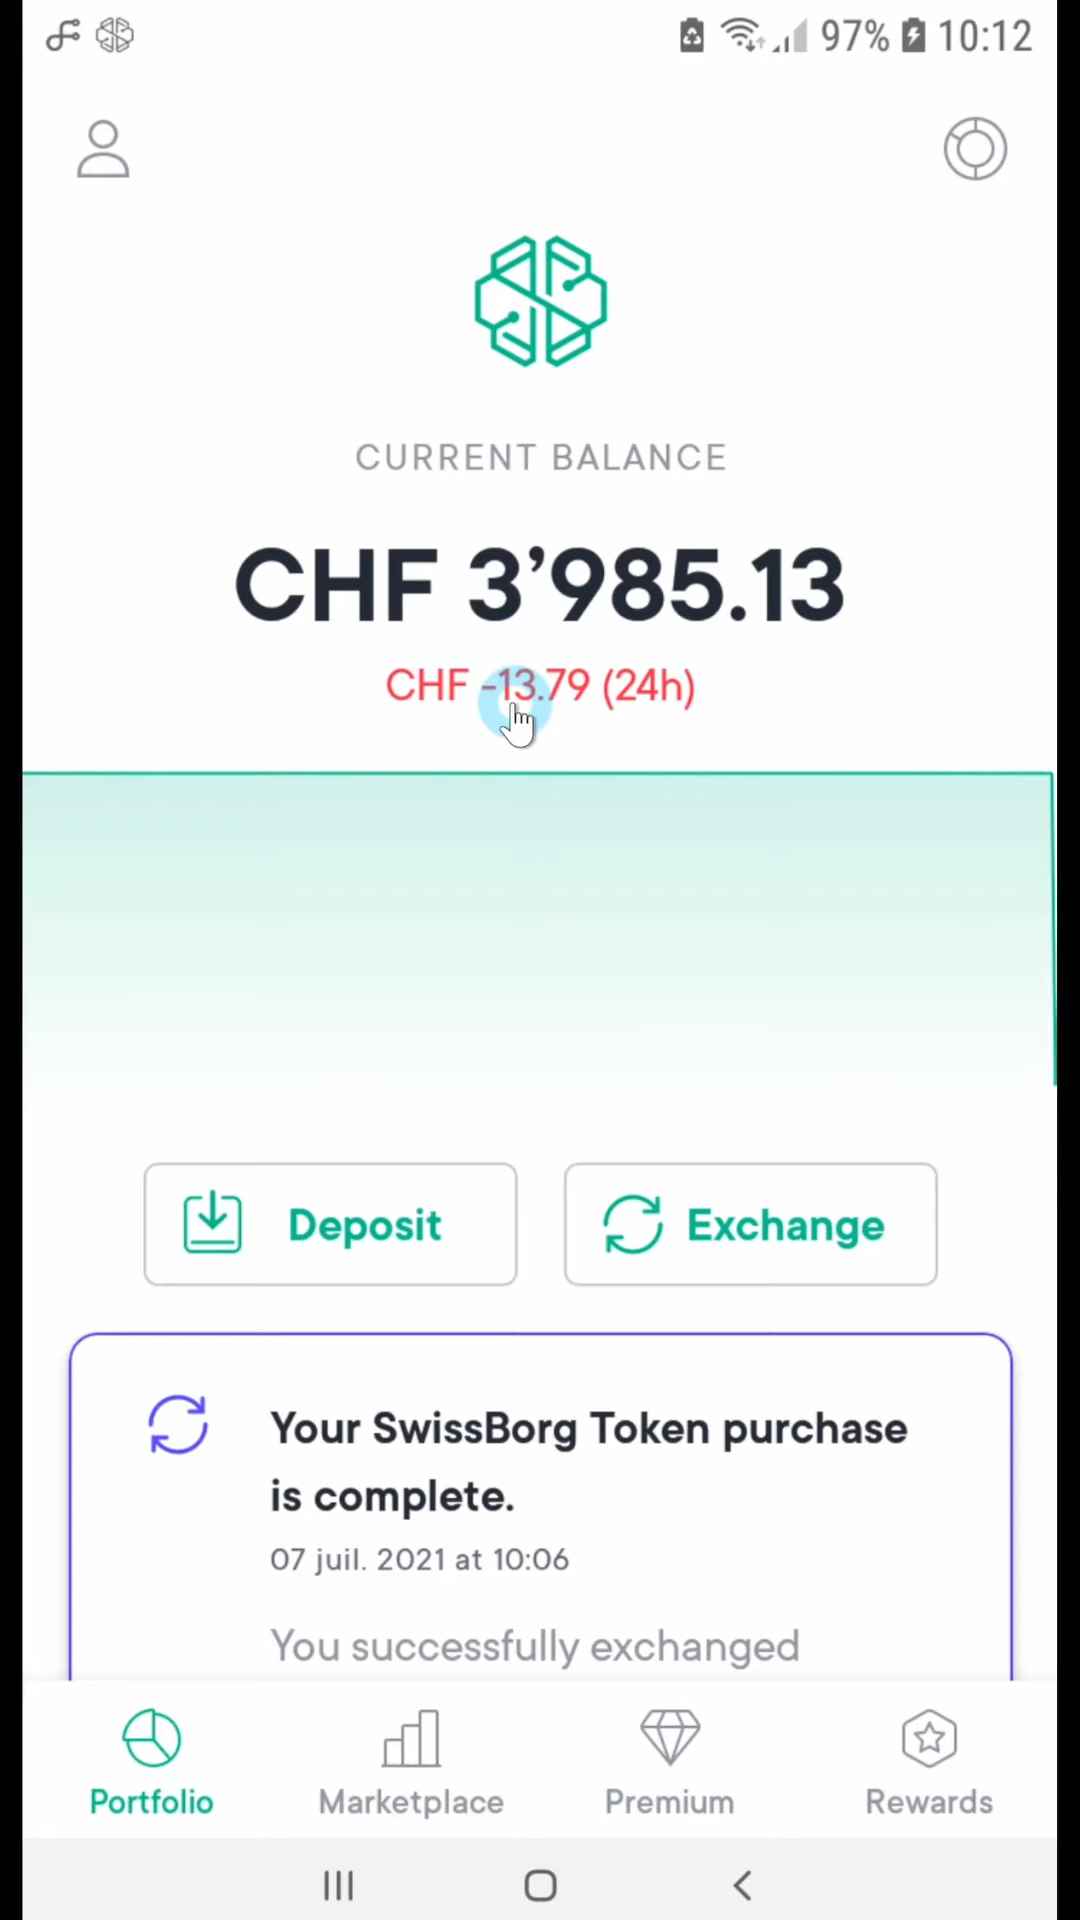 97% 10:12
CURRENT BALANCE
CHF 3’985.13
CHF -13.79 (24h)
Deposit
Exchange
Your SwissBorg Token purchase
is complete.
07 juil. 2021 at 10:06
You successfully exchanged
Portfolio
Marketplace
Premium
Rewards